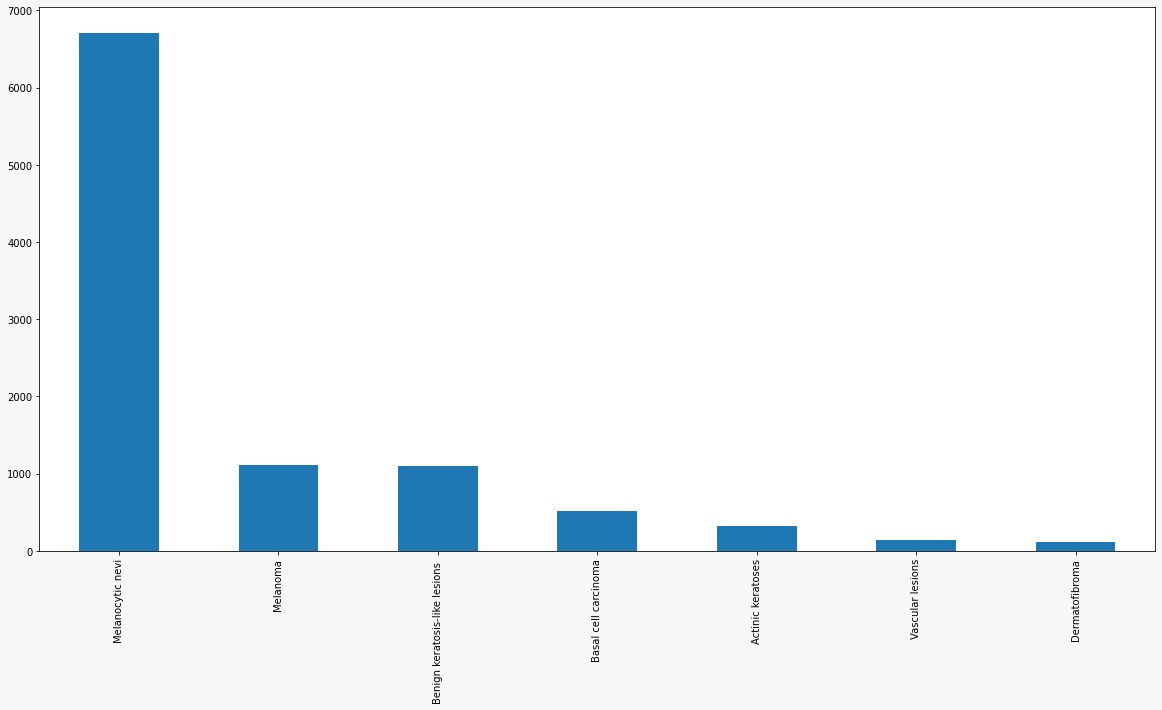 7000
6000
5000
4000
3000
2000
1000
0
Melanocytic nevi
Melanoma
Benign keratosis-like lesions
Basal cell carcinoma
Actinic keratoses
Vascular lesions
Dermatofibroma